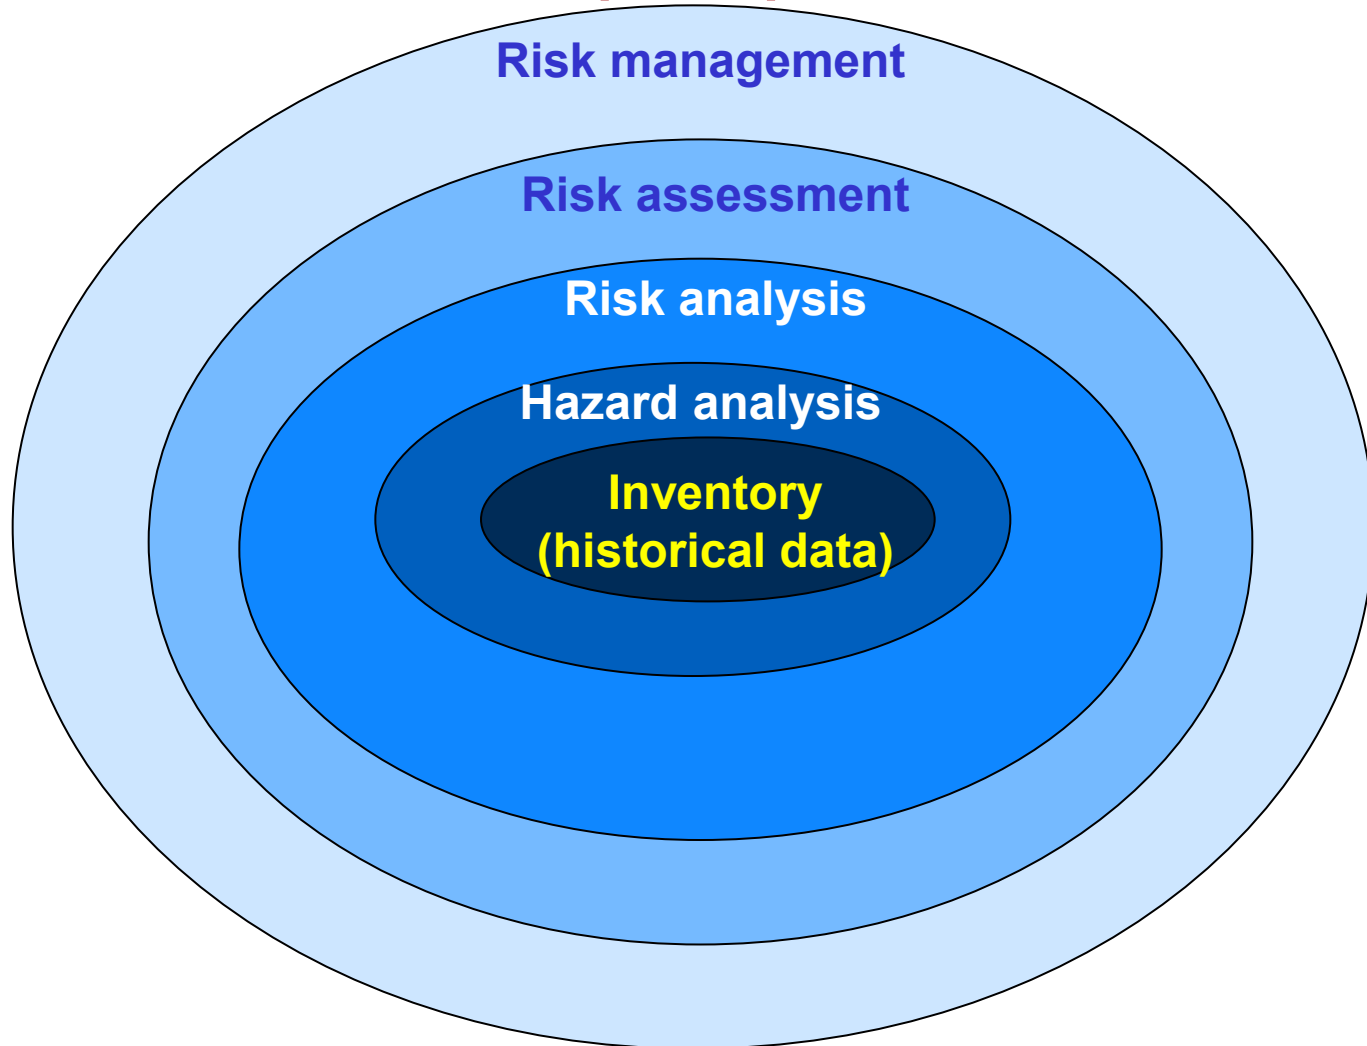 Risk management
Risk assessment
Risk analysis
Hazard analysis
Inventory
(historical data)